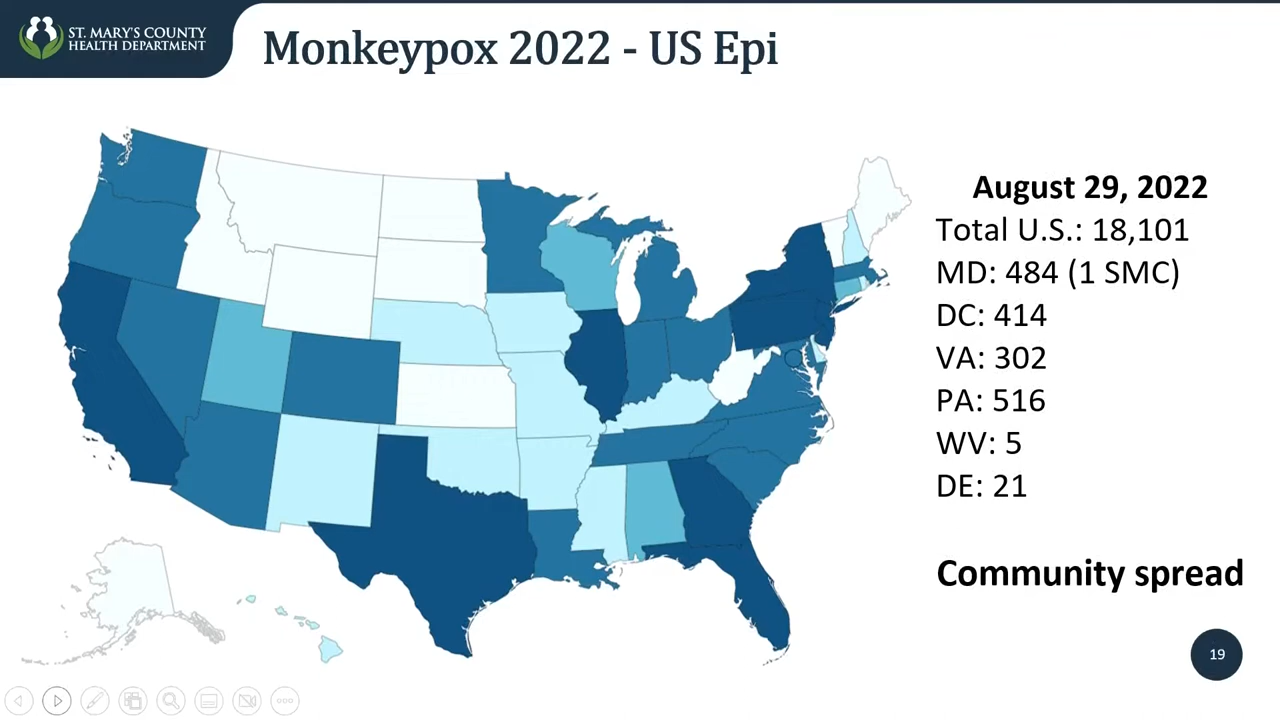 ST. MARY'S COUNTY
HEALTH DEPARTMENT
Monkeypox 2022 - US Epi
August 29, 2022
Total U.S.: 18,101
MD: 484 (1 SMC)
DC: 414
VA: 302
PA: 516
WV: 5
DE: 21
Community spread
19